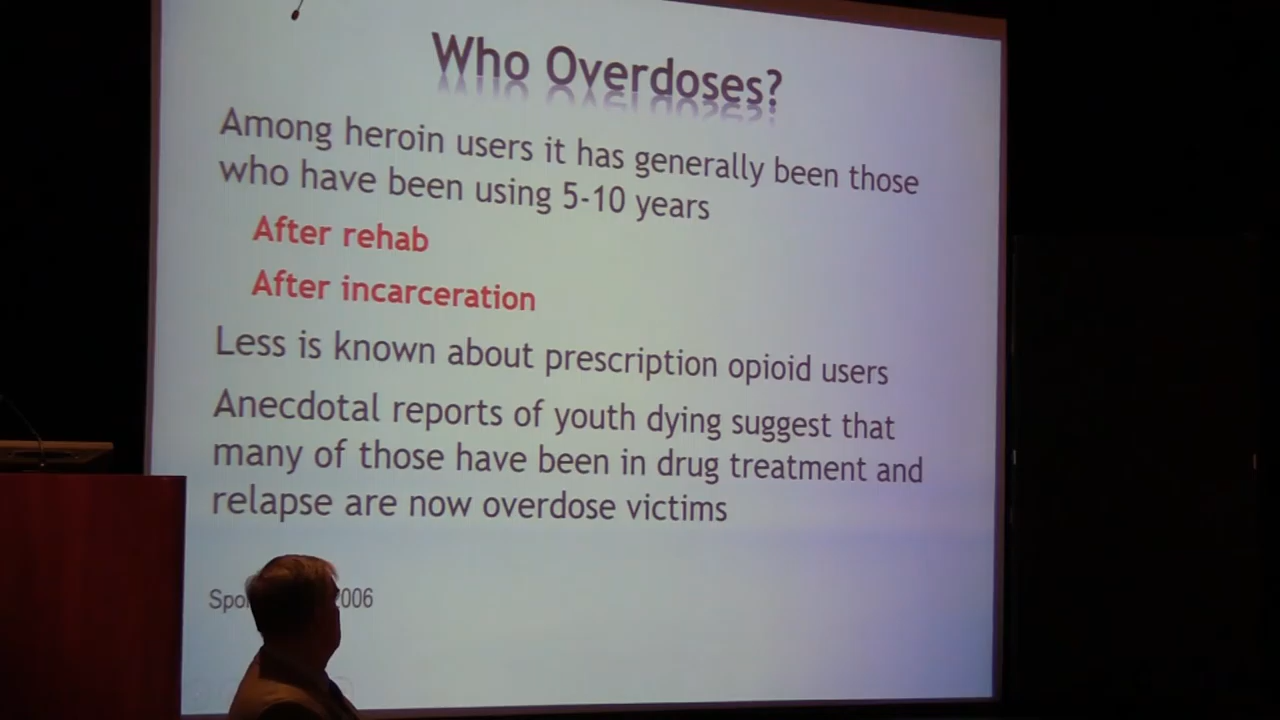 Who Overdoses?
Among heroin users it has generally been those
who have been using 5-10 years
After rehab
After incarceration
Less is known about prescription opioid users
Anecdotal reports of youth dying suggest that
many of those have been in drug treatment and
relapse are now overdose victims
2006